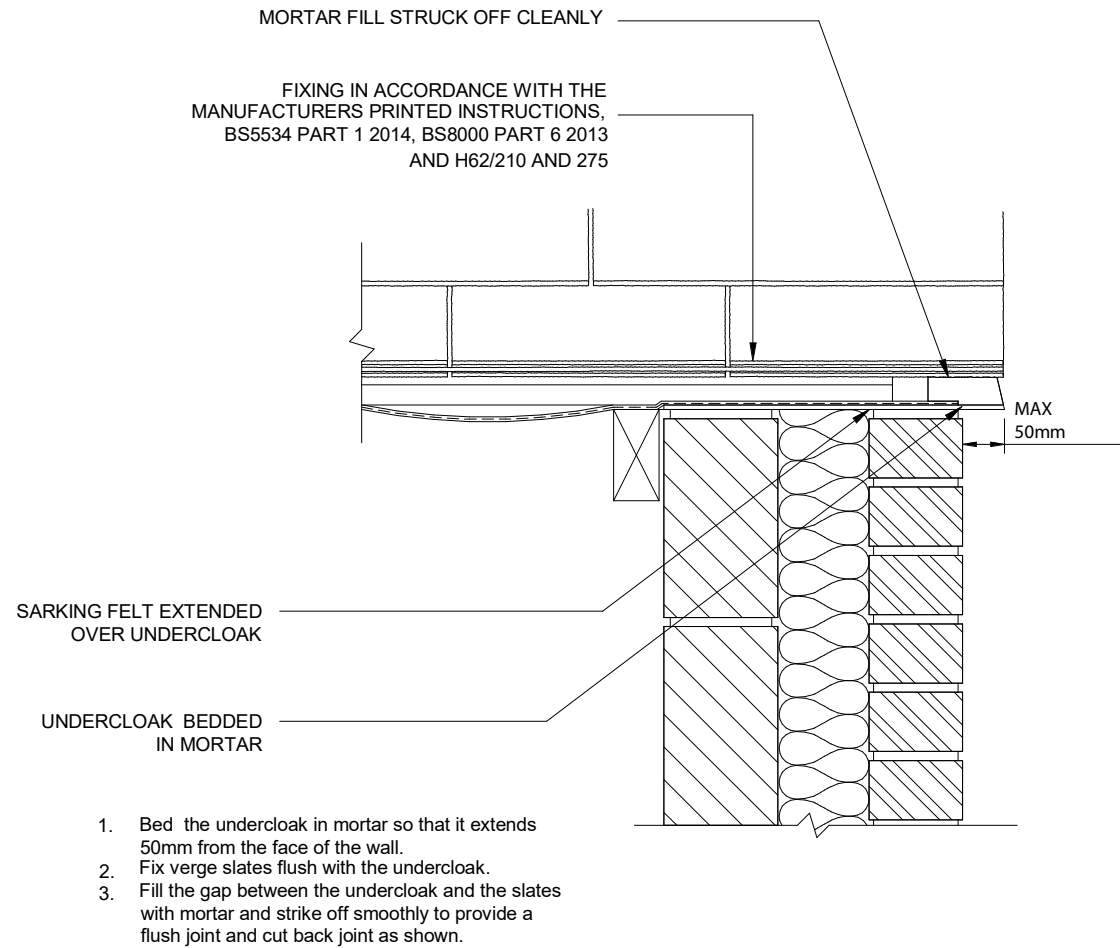 MORTAR FILL STRUCK OFF CLEANLY
FIXING IN ACCORDANCE WITH THE
MANUFACTURERS PRINTED INSTRUCTIONS,
BS5534 PART 1 2014, BS8000 PART 6 2013
AND H62/210 AND 275
MAX
50mm
SARKING FELT EXTENDED
OVER UNDERCLOAK
UNDERCLOAK BEDDED
IN MORTAR
1. Bed the undercloak in mortar so that it extends
50mm from the face of the wall.
2. Fix verge slates flush with the undercloak.
3. Fill the gap between the undercloak and the slates
with mortar and strike off smoothly to provide a
flush joint and cut back joint as shown.